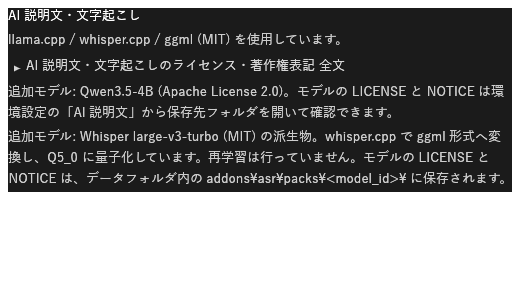 AI 説明文・文字起こし
llama.cpp / whisper.cpp / ggml (MIT) を使用しています。
▸ AI 説明文・文字起こしのライセンス・著作権表記 全文
追加モデル: Qwen3.5-4B (Apache License 2.0)。モデルの LICENSE と NOTICE は環
境設定の「AI 説明文」から保存先フォルダを開いて確認できます。
追加モデル: Whisper large-v3-turbo (MIT) の派生物。whisper.cpp で ggml 形式へ変
換し、Q5_0 に量子化しています。再学習は行っていません。モデルの LICENSE と
NOTICE は、データフォルダ内の addons¥asr¥packs¥<model_id>¥ に保存されます。